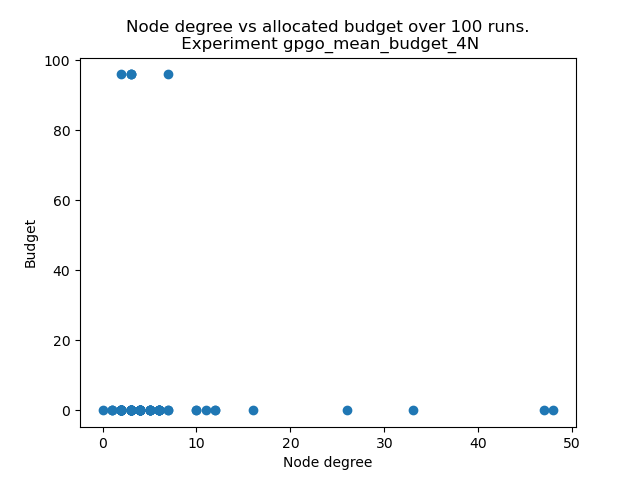 Node degree vs allocated budget over 100 runs.
Experiment gpgo_mean_budget_4N
100
80
60
40
20
0
Budget
0 10 20 30 40 50
Node degree